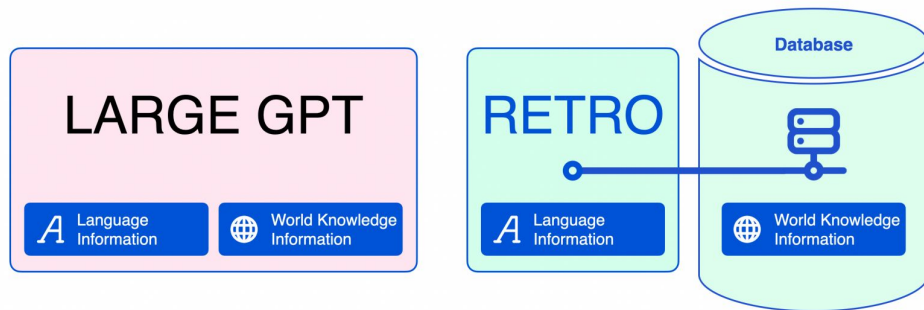 LARGE GPT
Language
Information
World Knowledge
Information
RETRO
Language
Information
Database
World Knowledge
Information